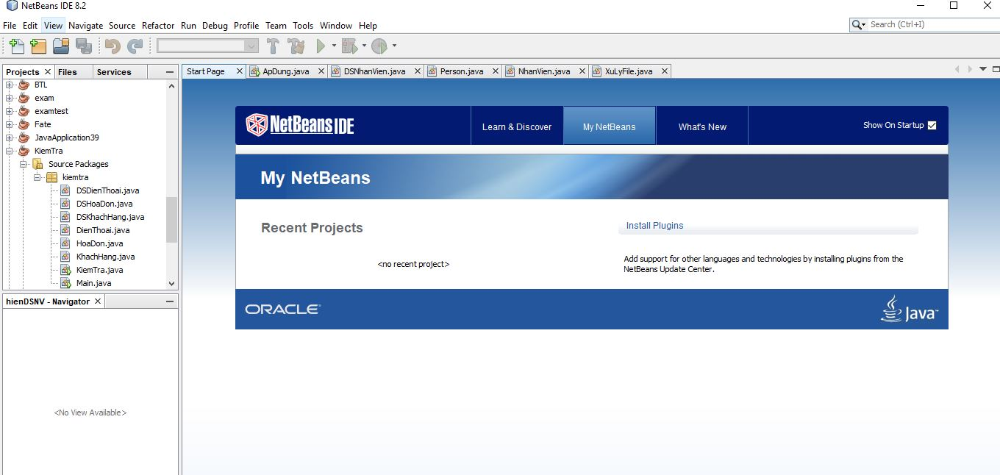 NetBeans IDE 8.2
File Edit View Navigate Source Refactor Run Debug Profile Team Tools Window Help
Search (Ctrl+I)
Projects Files Services
Start Page ApDung.java DSNhanVien.java Person.java NhanVien.java XuLyFile.java
BTL
exam
examtest
Fate
JavaApplication39
KiemTra
Source Packages
kiemtra
DSDienThoai.java
DSHoaDon.java
DSKhachHang.java
DienThoai.java
HoaDon.java
KhachHang.java
KiemTra.java
Main.java
hienDSNV - Navigator
<No View Available>
NetBeans IDE
Learn & Discover My NetBeans What's New Show On Startup
My NetBeans
Recent Projects
<no recent project>
Install Plugins
Add support for other languages and technologies by installing plugins from the
NetBeans Update Center.
ORACLE
Java™